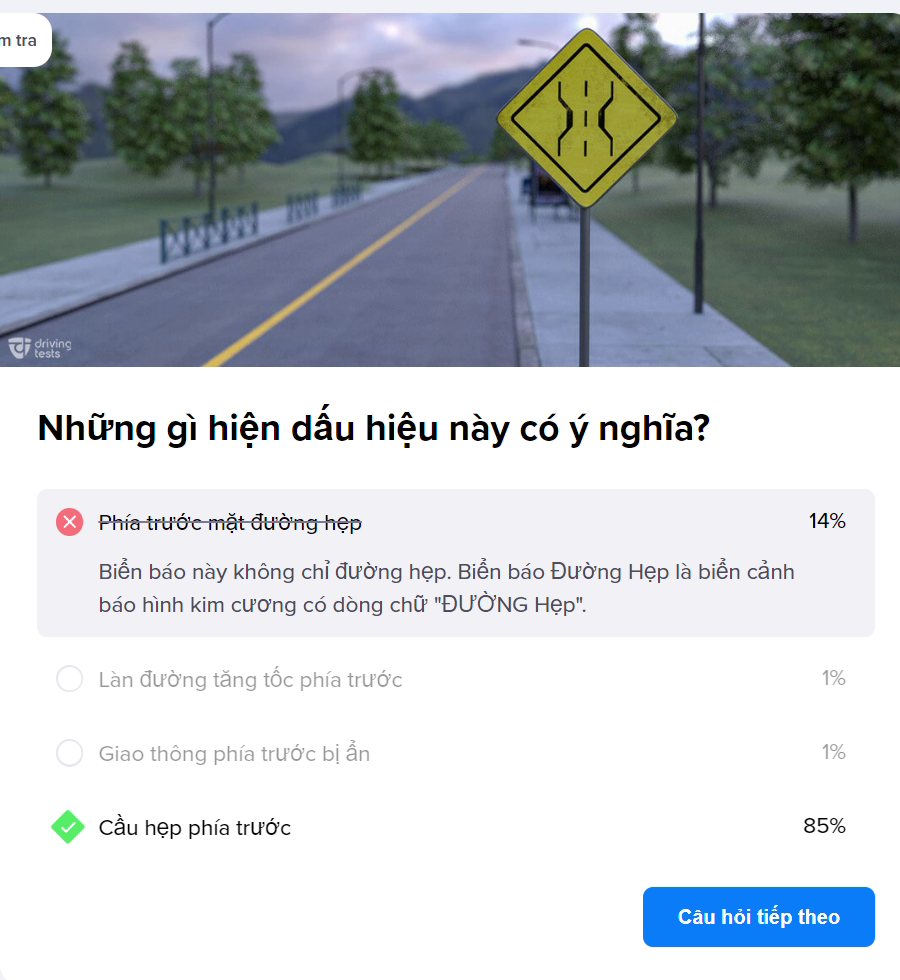 m tra
driving
tests
Những gì hiện dấu hiệu này có ý nghĩa?
Phía trước mặt đường hẹp 14%
Biển báo này không chỉ đường hẹp. Biển báo Đường Hẹp là biển cảnh
báo hình kim cương có dòng chữ "ĐƯỜNG Hẹp".
Làn đường tăng tốc phía trước 1%
Giao thông phía trước bị ẩn 1%
Cầu hẹp phía trước 85%
Câu hỏi tiếp theo